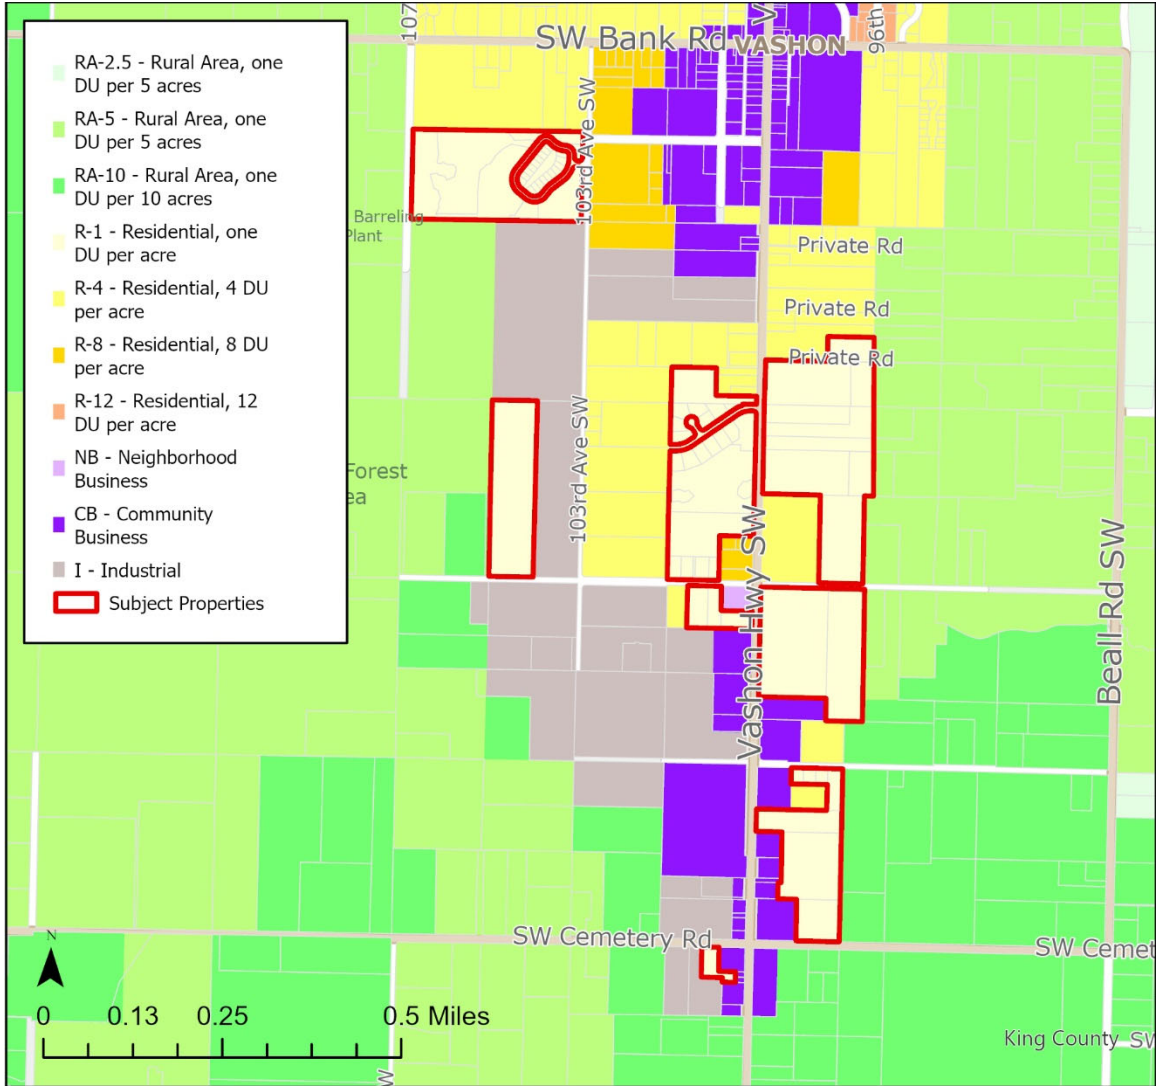 107
SW Bank Rd
VASHON
V
96th
RA-2.5 - Rural Area, one
DU per 5 acres
RA-5 - Rural Area, one
DU per 5 acres
RA-10 - Rural Area, one
DU per 10 acres
R-1 - Residential, one
DU per acre
R-4 - Residential, 4 DU
per acre
R-8 - Residential, 8 DU
per acre
R-12 - Residential, 12
DU per acre
NB - Neighborhood
Business
CB - Community
Business
I - Industrial
Subject Properties
103rd Ave SW
Barreling
Plant
Private Rd
Private Rd
Private Rd
103rd Ave SW
Forest
ea
Vashon Hwy SW
Beall Rd SW
SW Cemetery Rd
SW Cemet
N
0 0.13 0.25 0.5 Miles
King County SW
W